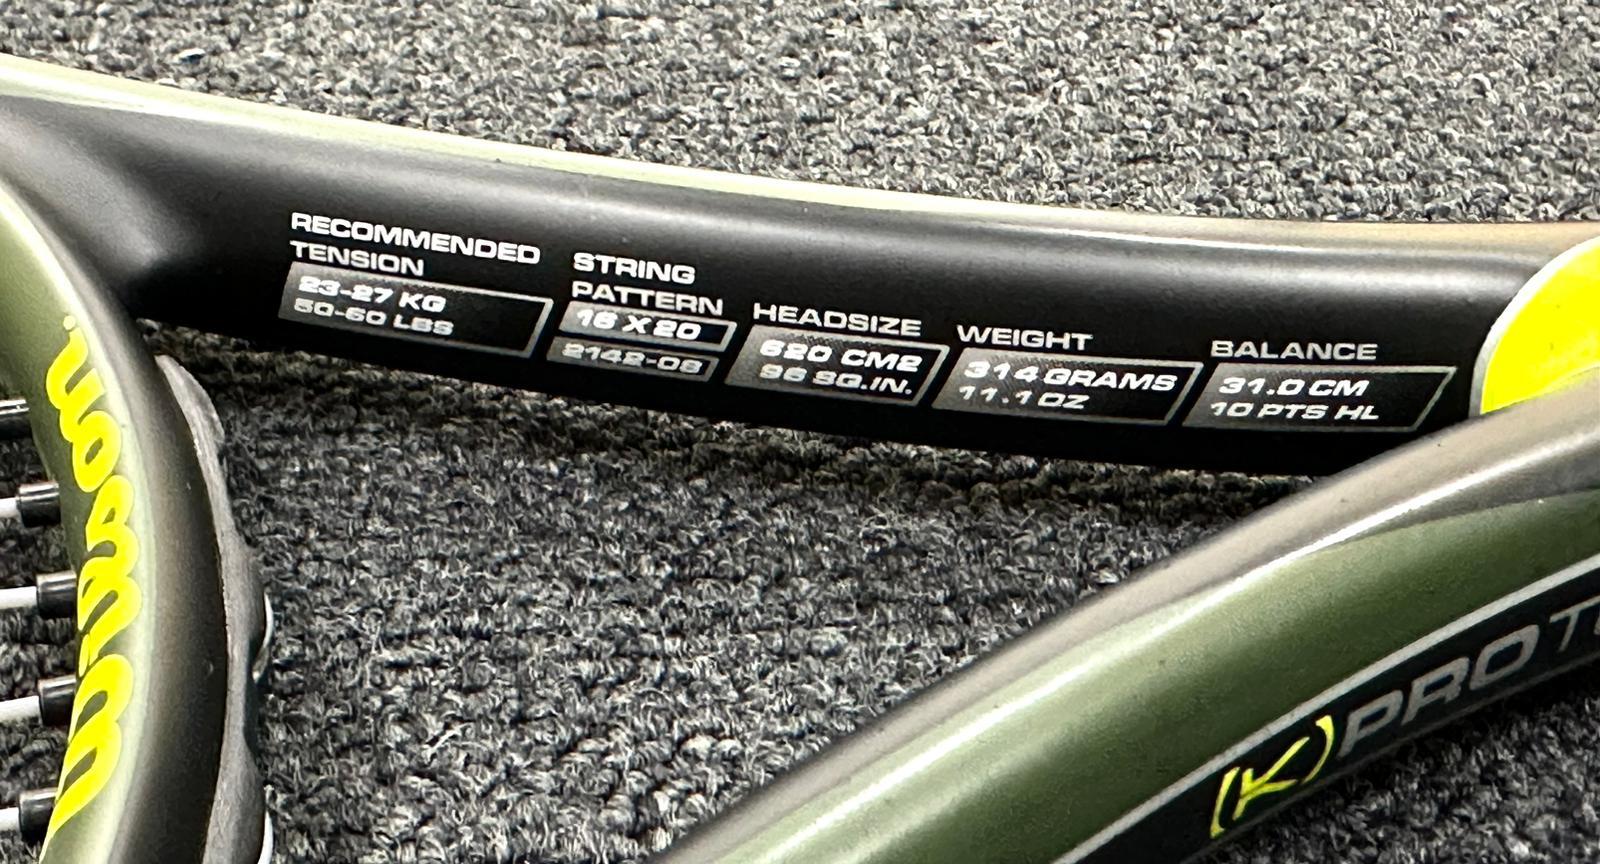 RECOMMENDED
TENSION
23-27 KG
50-60 LBS
STRING
PATTERN
16 X 20
2142-08
HEADSIZE
620 CM2
96 SQ.IN.
WEIGHT
314 GRAMS
11.1 OZ
BALANCE
31.0 CM
10 PTS HL
Wilson.
(K)PRO